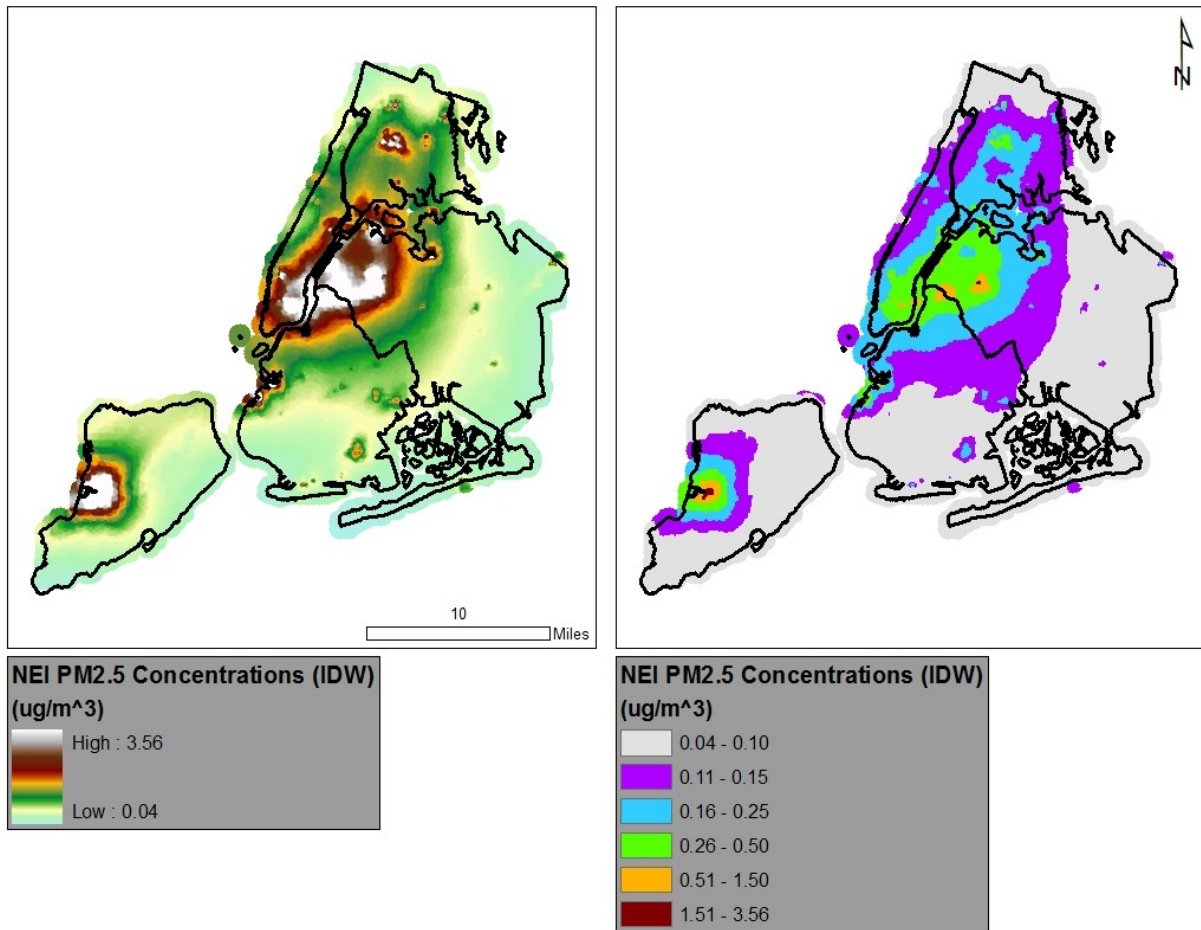 N
10
Miles
NEI PM2.5 Concentrations (IDW)
(ug/m^3)
High : 3.56
Low : 0.04
NEI PM2.5 Concentrations (IDW)
(ug/m^3)
0.04 - 0.10
0.11 - 0.15
0.16 - 0.25
0.26 - 0.50
0.51 - 1.50
1.51 - 3.56